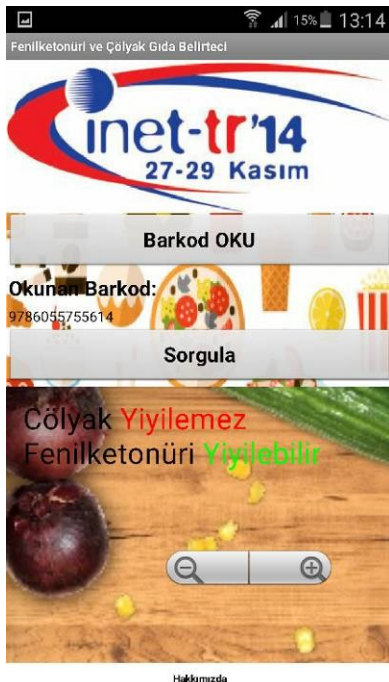 15% 13:14
Fenilketonüri ve Çölyak Gıda Belirteci
inet-tr'14
27-29 Kasım
Barkod OKU
Okunan Barkod:
9786055755614
Sorgula
Cölyak Yiyilemez
Fenilketonüri Yiyilebilir
Hakkımızda